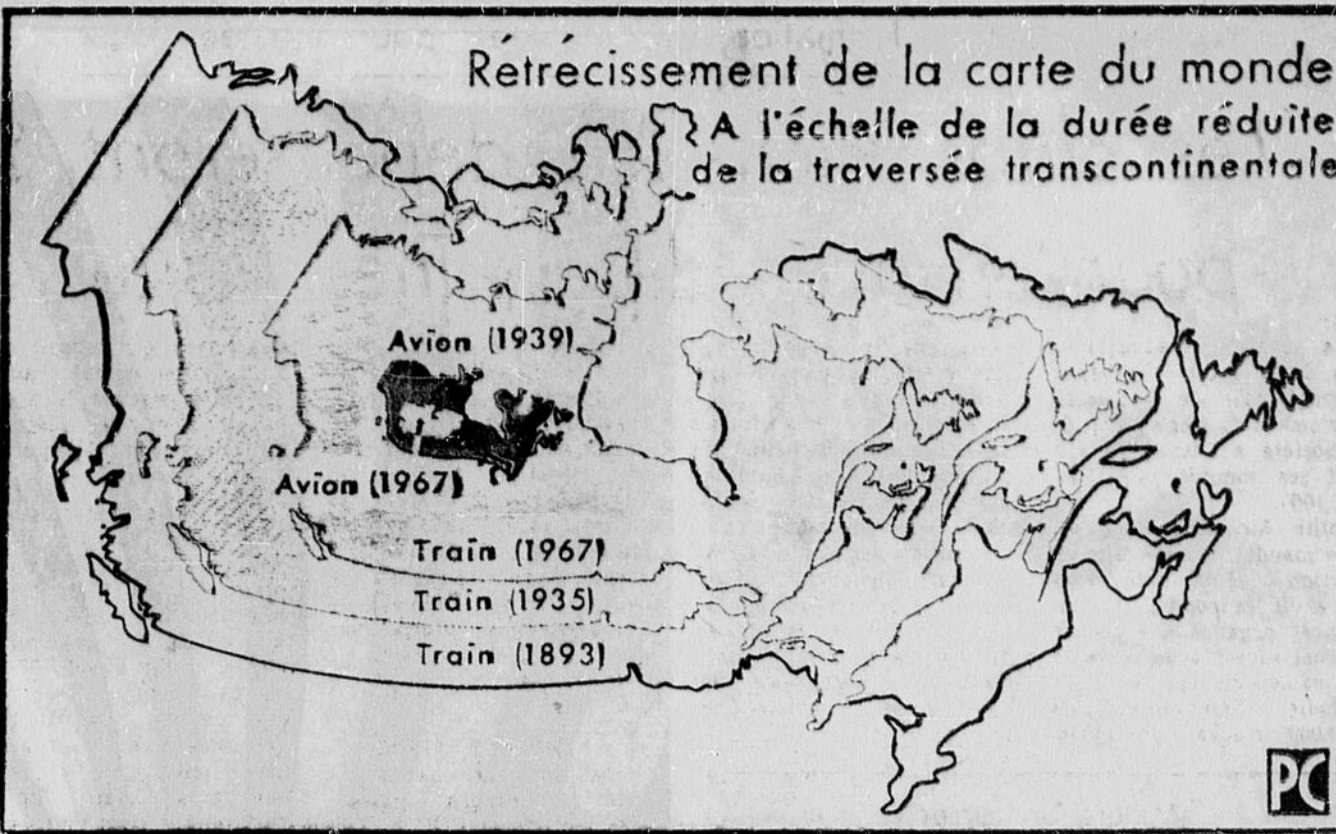 Rétrécissement de la carte du monde
A l'échelle de la durée réduite
de la traversée transcontinentale
Avion (1939)
Avion (1967)
Train (1967)
Train (1935)
Train (1893)
PC